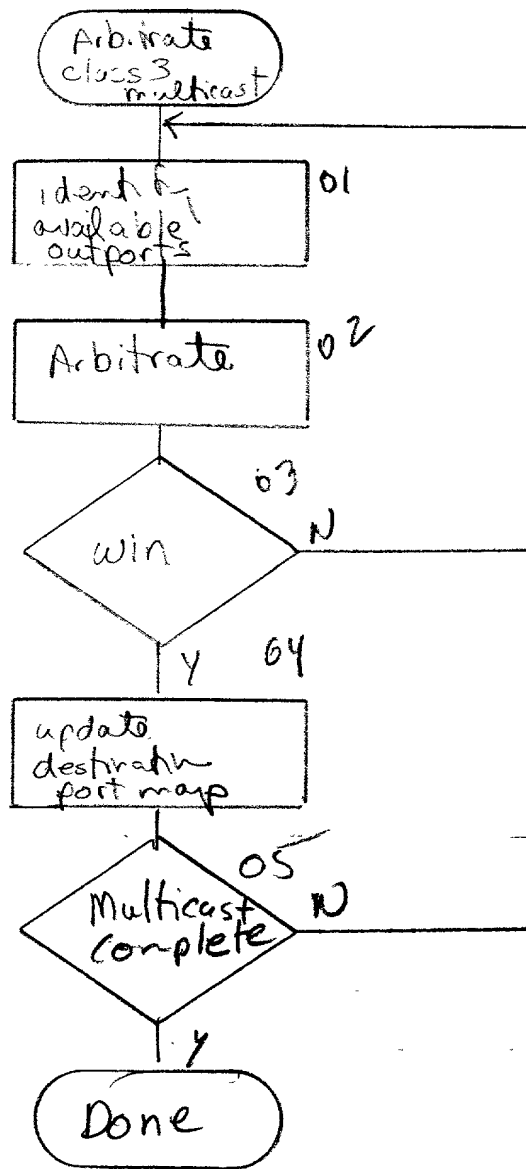 Arbitrate
class 3
multicast
identify
01
available
outports
Arbitrate
02
03
win
N
Y
04
update
destination
port map
05
Multicast
complete
N
Y
Done